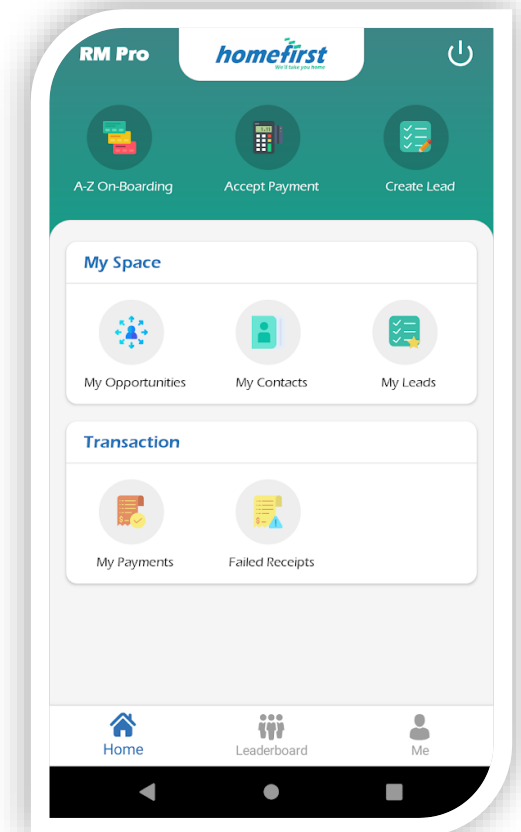 RM Pro
homefirst
We'll take you home
A-Z On-Boarding
Accept Payment
Create Lead
My Space
My Opportunities
My Contacts
My Leads
Transaction
My Payments
Failed Receipts
Home
Leaderboard
Me